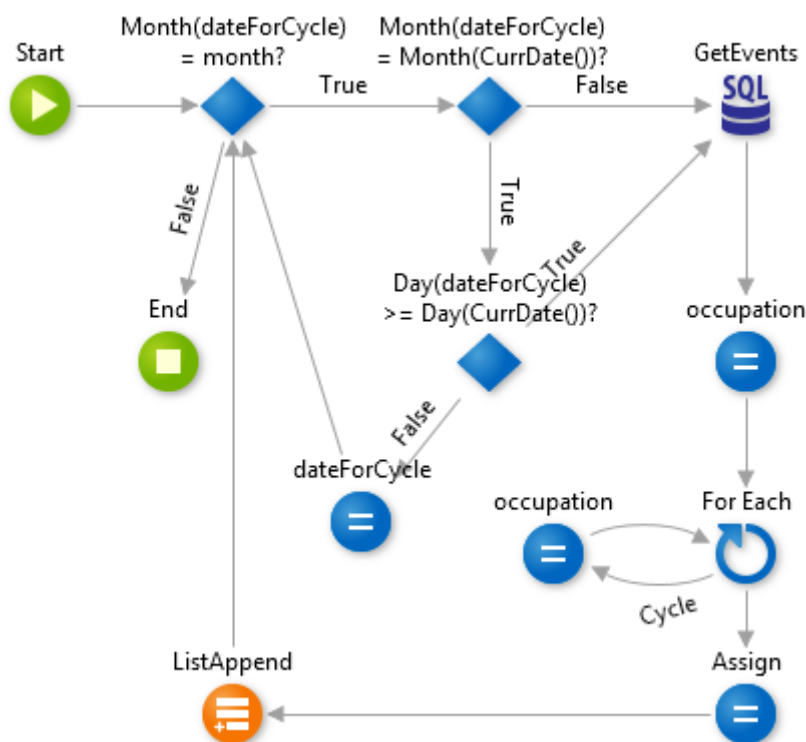 Month(dateForCycle)
= month?
Month(dateForCycle)
= Month(CurrDate())?
Start
GetEvents
True
False
SQL
False
True
True
Day(dateForCycle)
>= Day(CurrDate())?
End
occupation
False
dateForCycle
occupation
For Each
Cycle
ListAppend
Assign